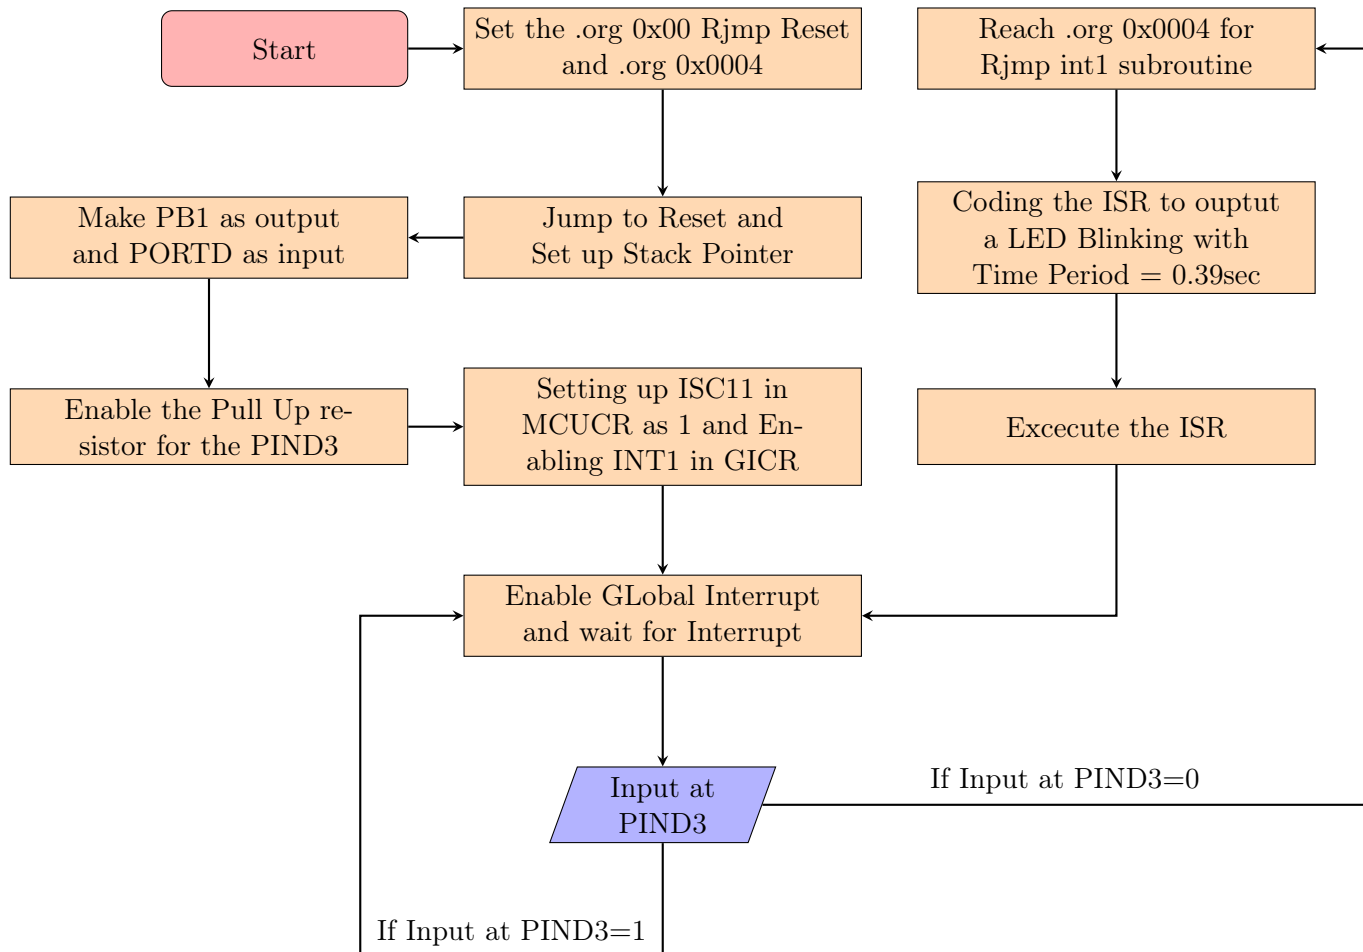 Start
Set the .org 0x00 Rjmp Reset
and .org 0x0004
Reach .org 0x0004 for
Rjmp int1 subroutine
Make PB1 as output
and PORTD as input
Jump to Reset and
Set up Stack Pointer
Coding the ISR to ouptut
a LED Blinking with
Time Period = 0.39sec
Enable the Pull Up re-
sistor for the PIND3
Setting up ISC11 in
MCUCR as 1 and En-
abling INT1 in GICR
Excecute the ISR
Enable GLobal Interrupt
and wait for Interrupt
Input at
PIND3
If Input at PIND3=0
If Input at PIND3=1